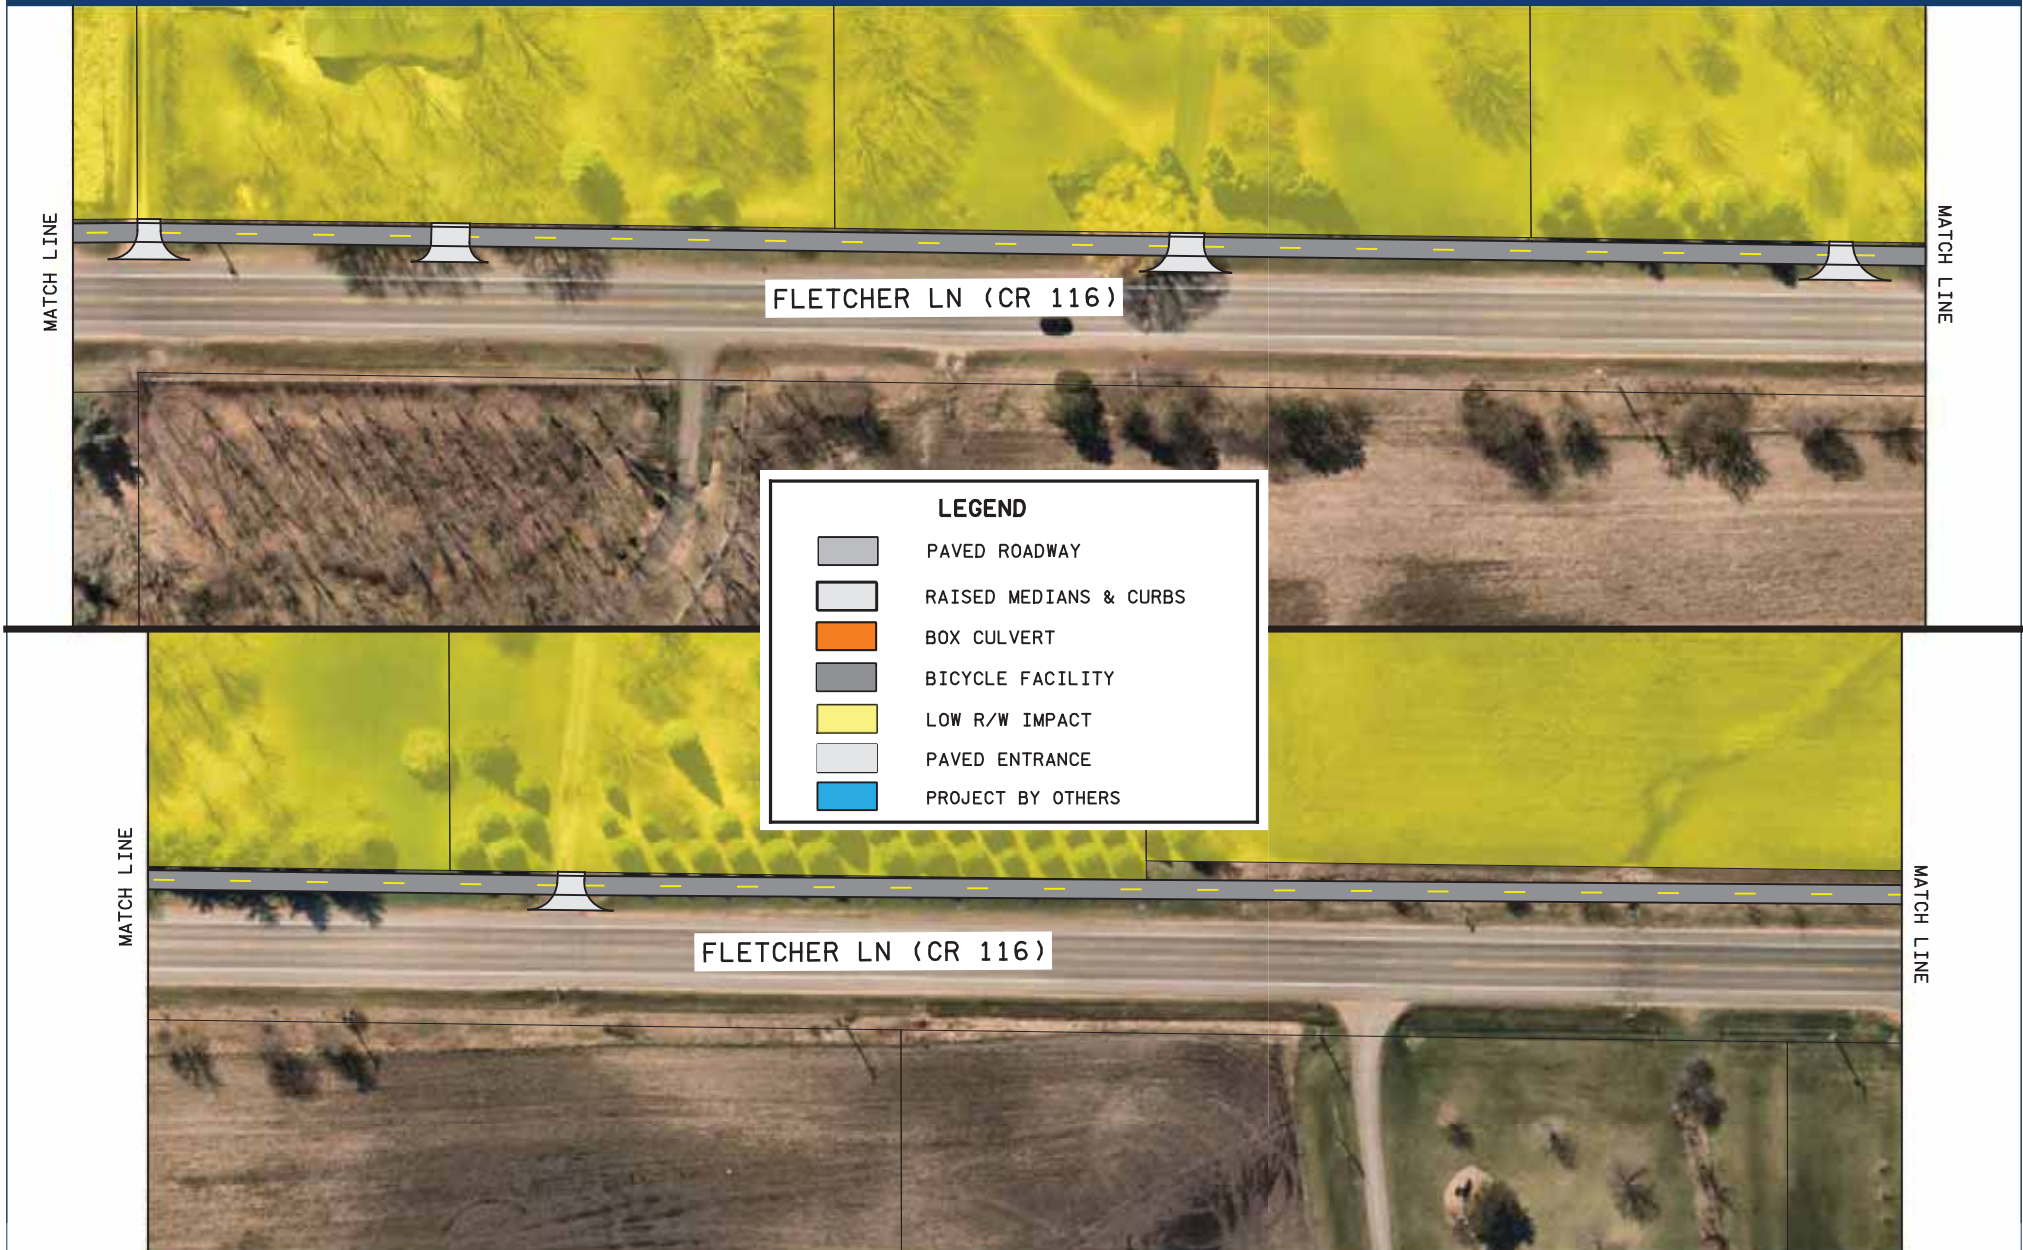 MATCH LINE
MATCH LINE
FLETCHER LN (CR 116)
LEGEND
PAVED ROADWAY
RAISED MEDIANS & CURBS
BOX CULVERT
BICYCLE FACILITY
LOW R/W IMPACT
PAVED ENTRANCE
PROJECT BY OTHERS
MATCH LINE
MATCH LINE
FLETCHER LN (CR 116)